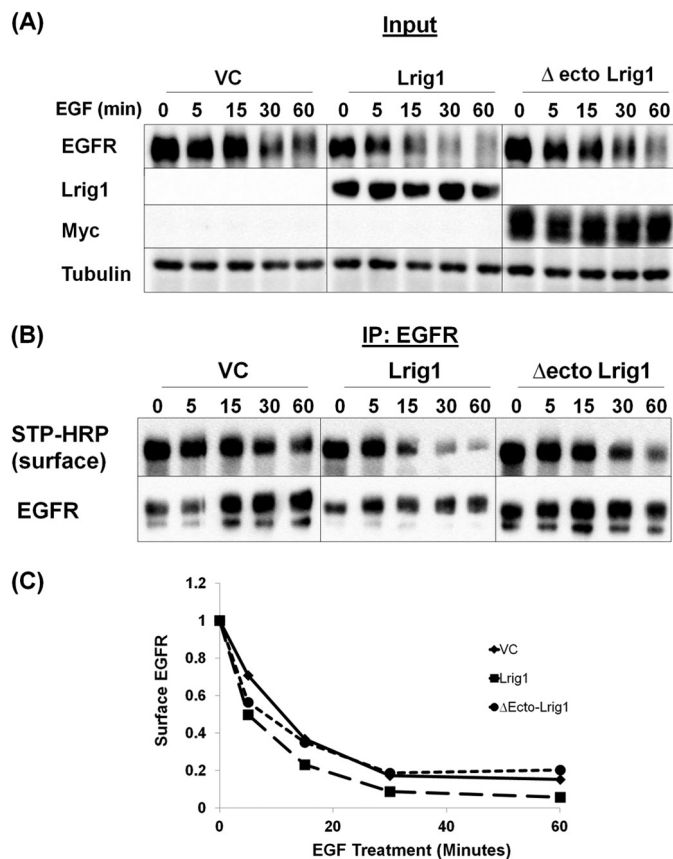 (A)
Input
VC Lrig1 Δ ecto Lrig1
EGF (min) 0 5 15 30 60 0 5 15 30 60 0 5 15 30 60
EGFR
Lrig1
Myc
Tubulin
(B)
IP: EGFR
VC Lrig1 Δecto Lrig1
0 5 15 30 60 0 5 15 30 60 0 5 15 30 60
STP-HRP
(surface)
EGFR
(C)
Surface EGFR
1.2
1
0.8
0.6
0.4
0.2
0
VC
Lrig1
ΔEcto-Lrig1
0 20 40 60
EGF Treatment (Minutes)